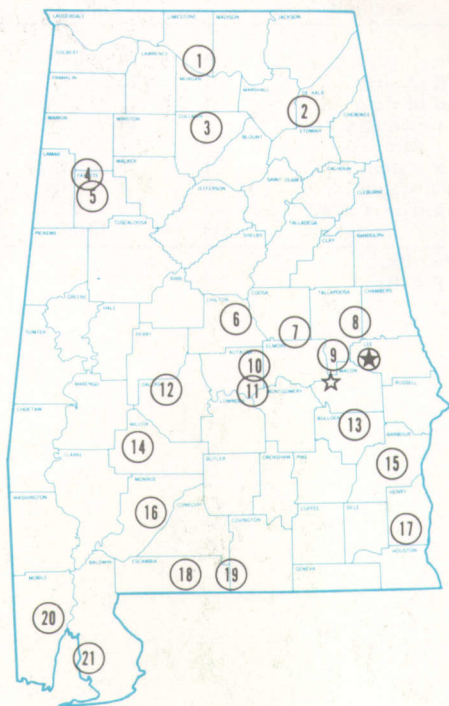 LAUDERDALE
LIMESTONE
MADISON
JACKSON
COLBERT
LAWRENCE
1
FRANKLIN
MORGAN
MARSHALL
DE KALB
2
MARION
WINSTON
CULLMAN
3
CHEROKEE
ETOWAH
BLOUNT
LAMAR
WALKER
4
FAYETTE
5
JEFFERSON
SAINT CLAIR
CALHOUN
CLEBURNE
TUSCALOOSA
PICKENS
SHELBY
TALLADEGA
CLAY
RANDOLPH
BIBB
GREENE
HALE
CHILTON
COOSA
TALLAPOOSA
CHAMBERS
6
7
8
SUMTER
PERRY
ELMORE
AUTAUGA
9
LEE
10
MACON
MARENGO
DALLAS
12
11
LOWNDES
MONTGOMERY
RUSSELL
CHOCTAW
WILCOX
BULLOCK
13
14
BARBOUR
CLARKE
BUTLER
CRENSHAW
PIKE
15
MONROE
WASHINGTON
16
CONECUH
COVINGTON
COFFEE
DALE
HENRY
17
HOUSTON
MOBILE
BALDWIN
ESCAMBIA
18
19
GENEVA
20
21